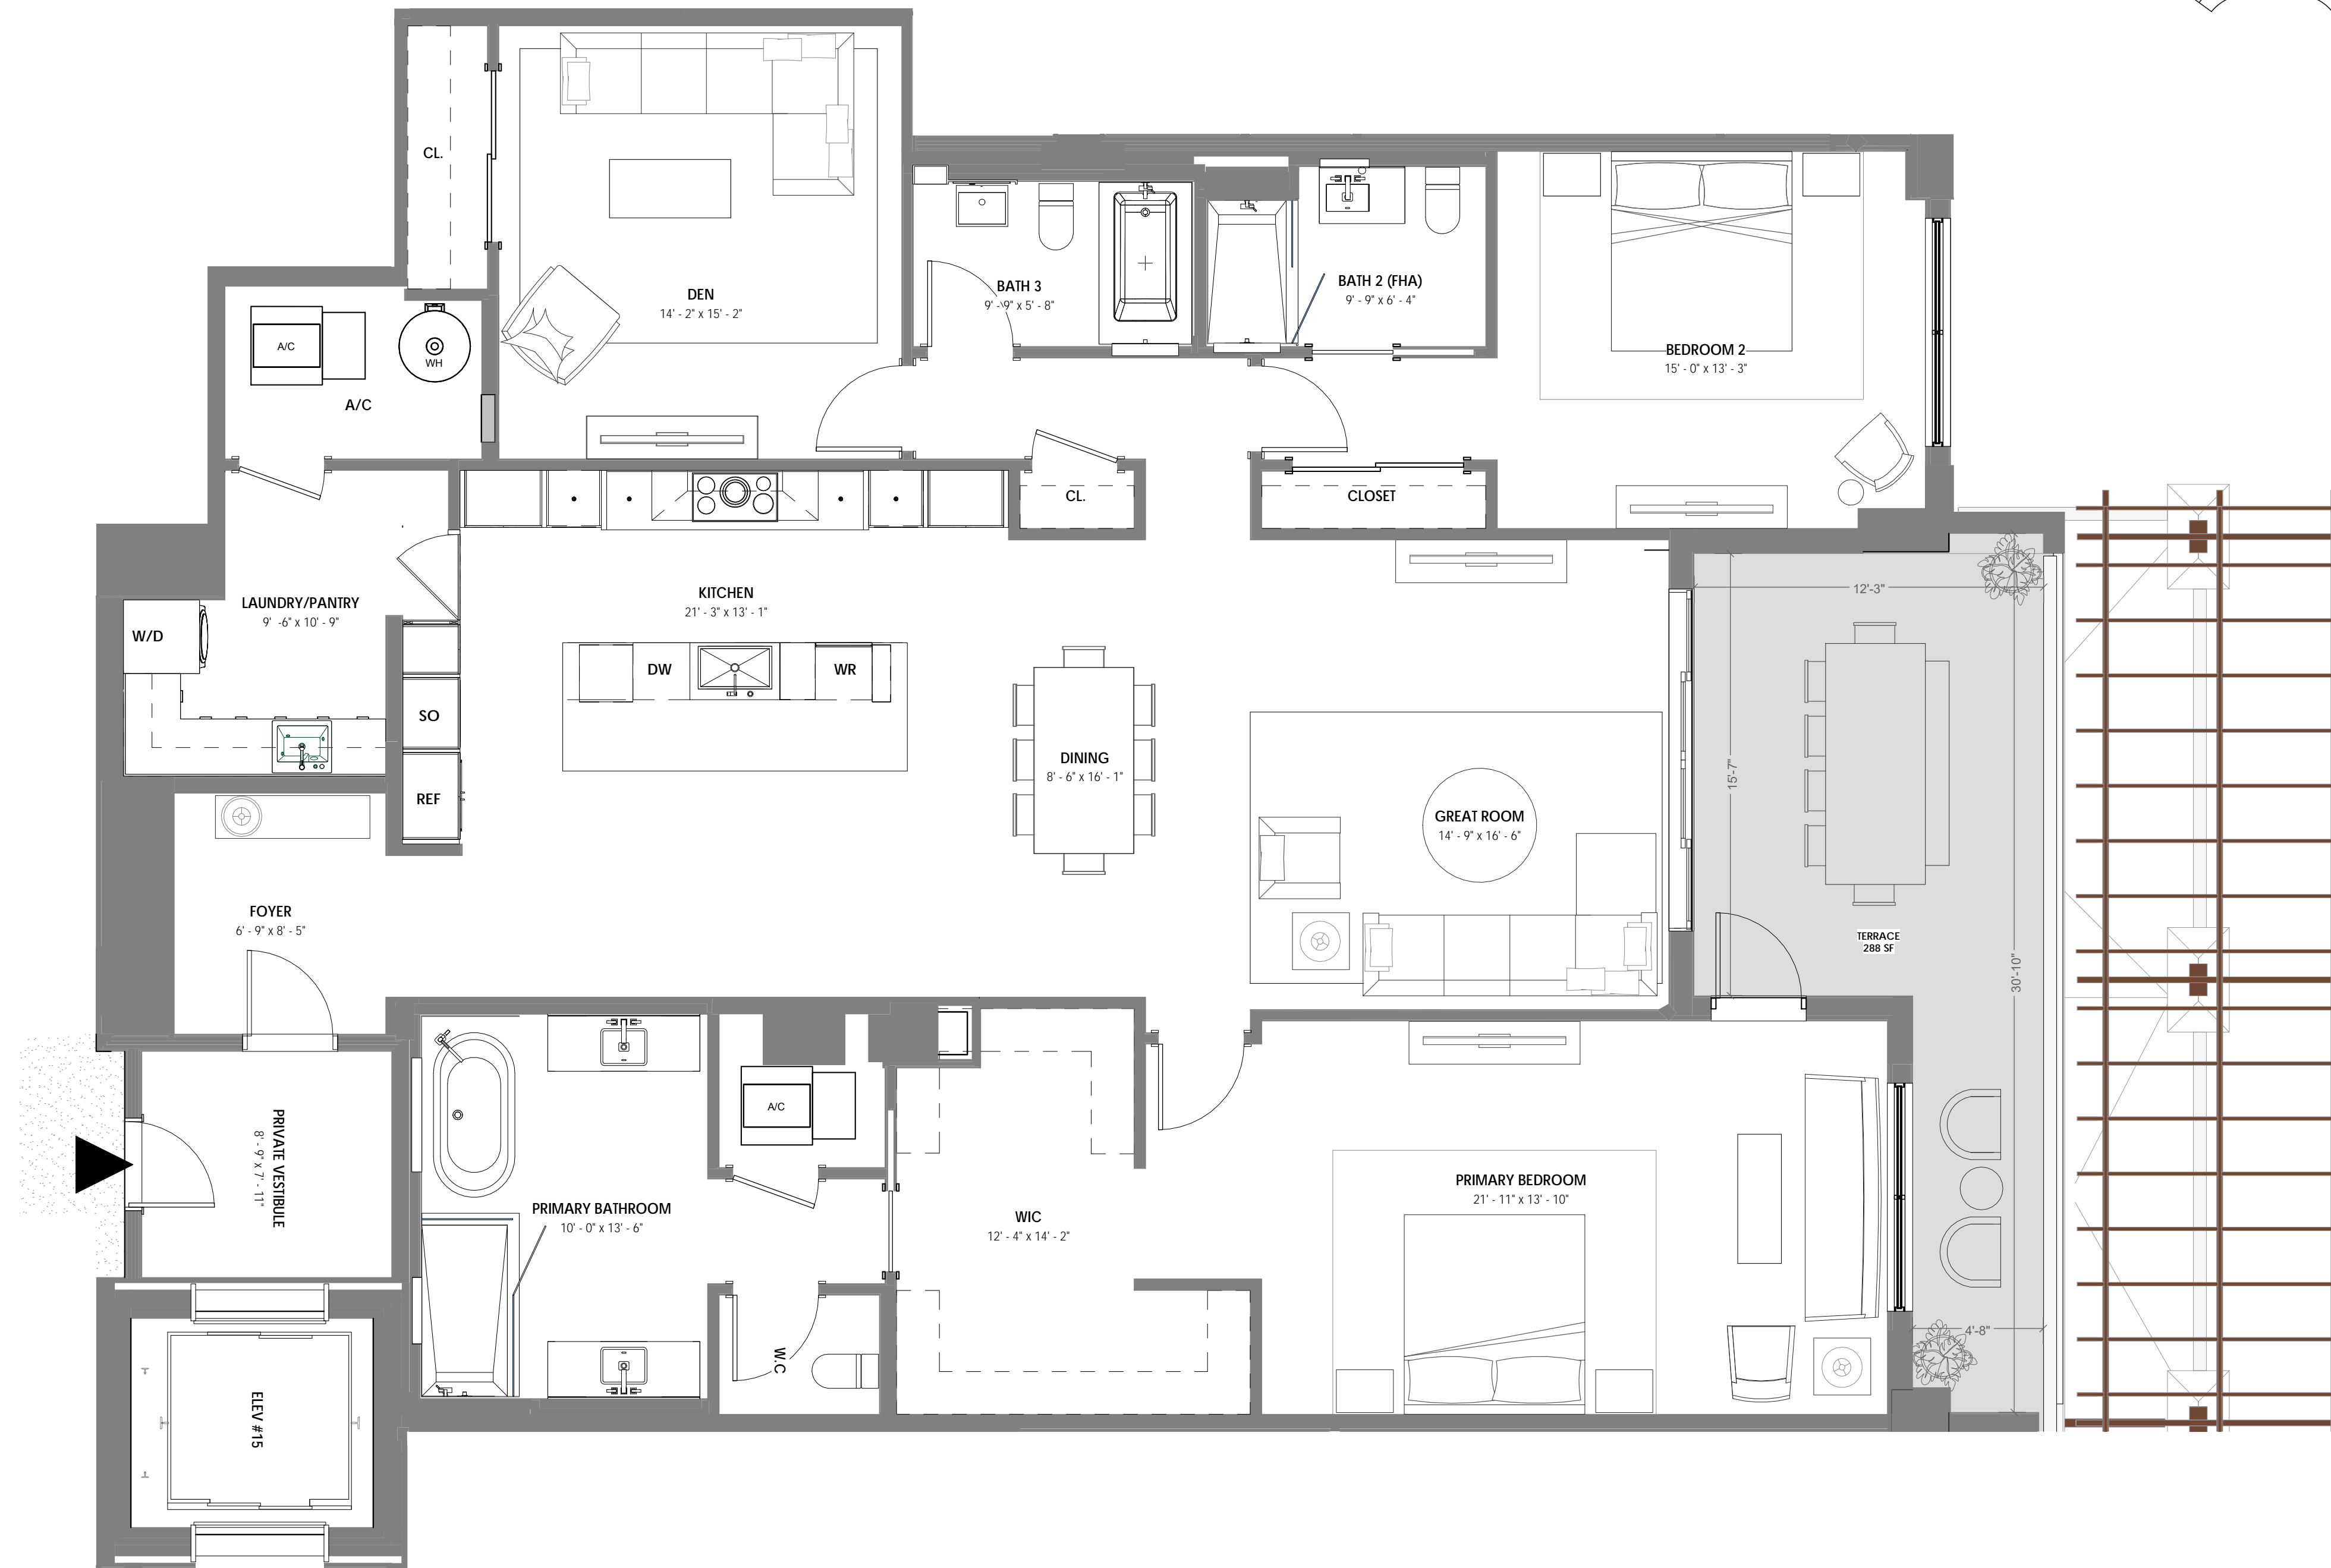 CL.
DEN
14' - 2" x 15' - 2"
BATH 3
9' - 9" x 5' - 8"
BATH 2 (FHA)
9' - 9" x 6' - 4"
BEDROOM 2
15' - 0" x 13' - 3"
A/C
WH
A/C
CL.
CLOSET
LAUNDRY/PANTRY
9' -6" x 10' - 9"
W/D
KITCHEN
21' - 3" x 13' - 1"
DW
WR
SO
REF
DINING
8' - 6" x 16' - 1"
GREAT ROOM
14' - 9" x 16' - 6"
12'-3"
15'-7"
TERRACE
288 SF
30'-10"
4'-8"
FOYER
6' - 9" x 8' - 5"
PRIVATE VESTIBULE
8' - 9" x 7' - 11"
A/C
PRIMARY BATHROOM
10' - 0" x 13' - 6"
WIC
12' - 4" x 14' - 2"
PRIMARY BEDROOM
21' - 11" x 13' - 10"
W.C
ELEV #15